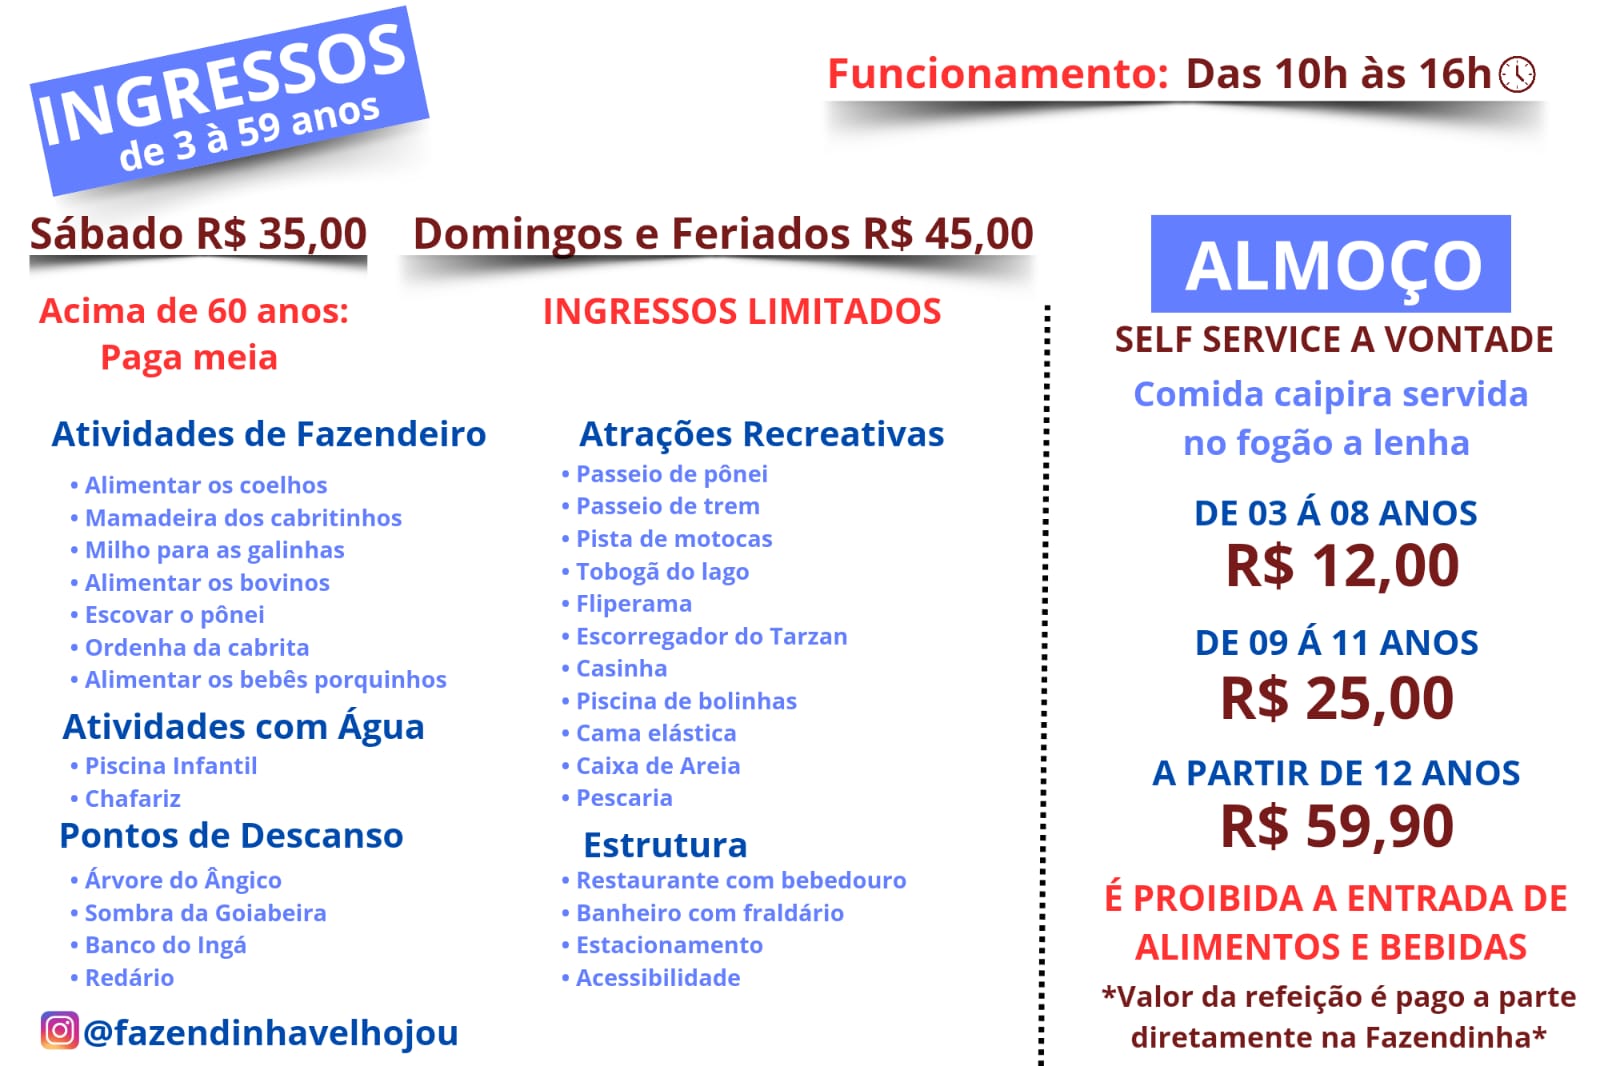 INGRESSOS
de 3 à 59 anos
Funcionamento: Das 10h às 16h
Sábado R$ 35,00
Domingos e Feriados R$ 45,00
Acima de 60 anos:
Paga meia
INGRESSOS LIMITADOS
Atividades de Fazendeiro
• Alimentar os coelhos
• Mamadeira dos cabritinhos
• Milho para as galinhas
• Alimentar os bovinos
• Escovar o pônei
• Ordenha da cabrita
• Alimentar os bebês porquinhos
Atividades com Água
• Piscina Infantil
• Chafariz
Pontos de Descanso
• Árvore do Ângico
• Sombra da Goiabeira
• Banco do Ingá
• Redário
@fazendinhavelhojou
Atrações Recreativas
• Passeio de pônei
• Passeio de trem
• Pista de motocas
• Tobogã do lago
• Fliperama
• Escorregador do Tarzan
• Casinha
• Piscina de bolinhas
• Cama elástica
• Caixa de Areia
• Pescaria
Estrutura
• Restaurante com bebedouro
• Banheiro com fraldário
• Estacionamento
• Acessibilidade
ALMOÇO
SELF SERVICE A VONTADE
Comida caipira servida
no fogão a lenha
DE 03 Á 08 ANOS
R$ 12,00
DE 09 Á 11 ANOS
R$ 25,00
A PARTIR DE 12 ANOS
R$ 59,90
É PROIBIDA A ENTRADA DE
ALIMENTOS E BEBIDAS
*Valor da refeição é pago a parte
diretamente na Fazendinha*